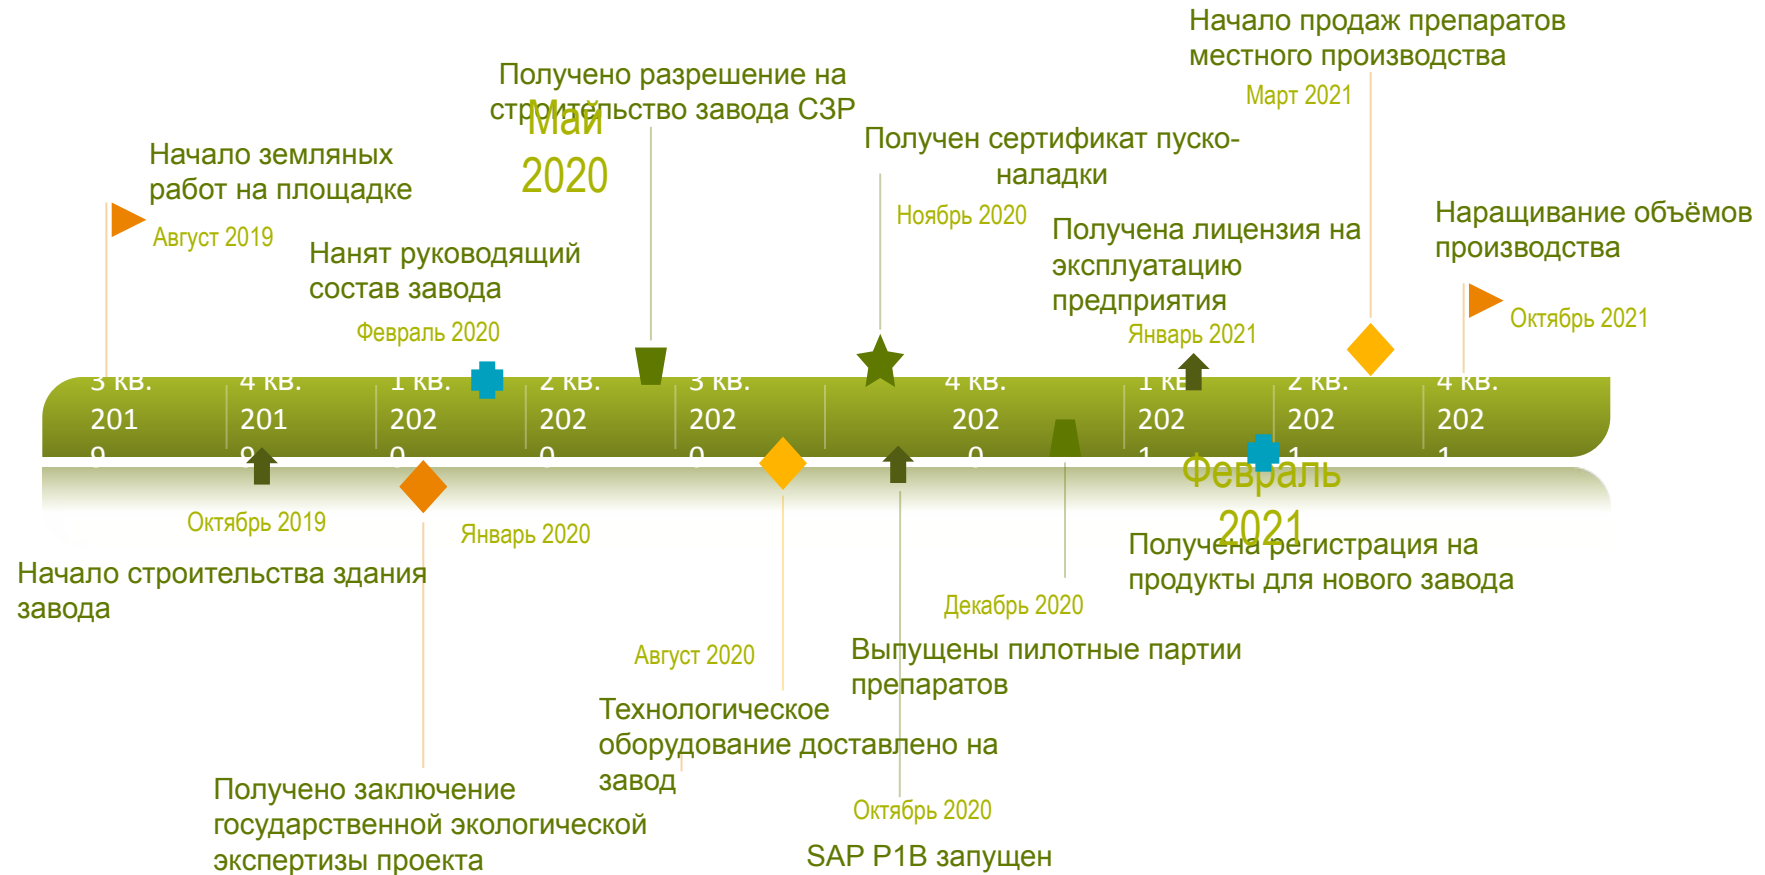 Начало продаж препаратов
местного производства
Март 2021
Получено разрешение на
строительство завода СЗР
Май
2020
Получен сертификат пуско-
наладки
Ноябрь 2020
Начало земляных
работ на площадке
Август 2019
Нанят руководящий
состав завода
Февраль 2020
Получена лицензия на
эксплуатацию
предприятия
Январь 2021
Наращивание объёмов
производства
Октябрь 2021
3 кв.
201
9
4 кв.
201
9
1 кв.
202
0
2 кв.
202
0
3 кв.
202
0
4 кв.
202
0
1 кв.
202
1
2 кв.
202
1
4 кв.
202
1
Октябрь 2019
Начало строительства здания
завода
Январь 2020
Получено заключение
государственной экологической
экспертизы проекта
Август 2020
Технологическое
оборудование доставлено на
завод
Октябрь 2020
SAP P1B запущен
Декабрь 2020
Выпущены пилотные партии
препаратов
Февраль
2021
Получена регистрация на
продукты для нового завода